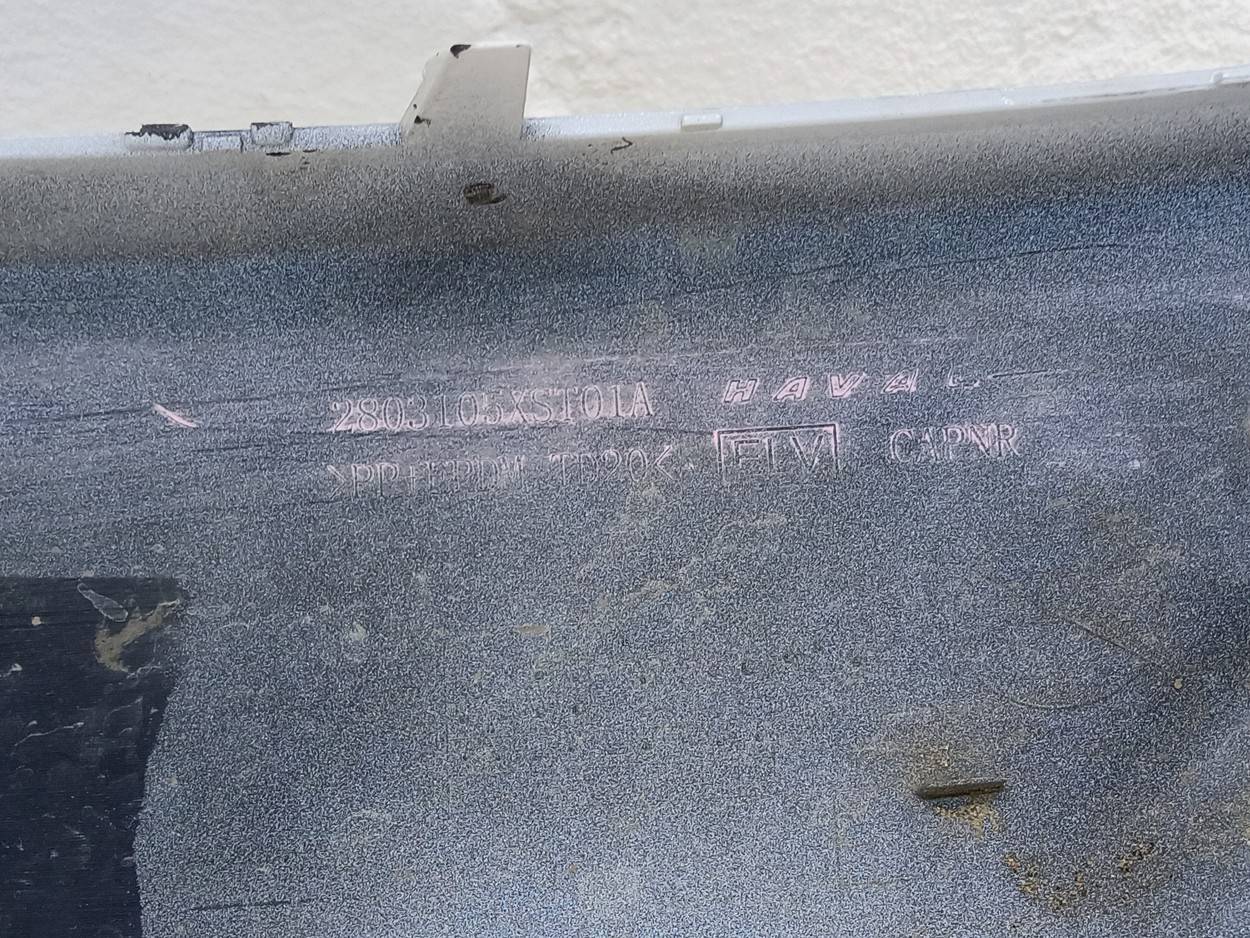 2803105XST01A HAVAL
>PP+EPDM TD20< ELV CAPNR